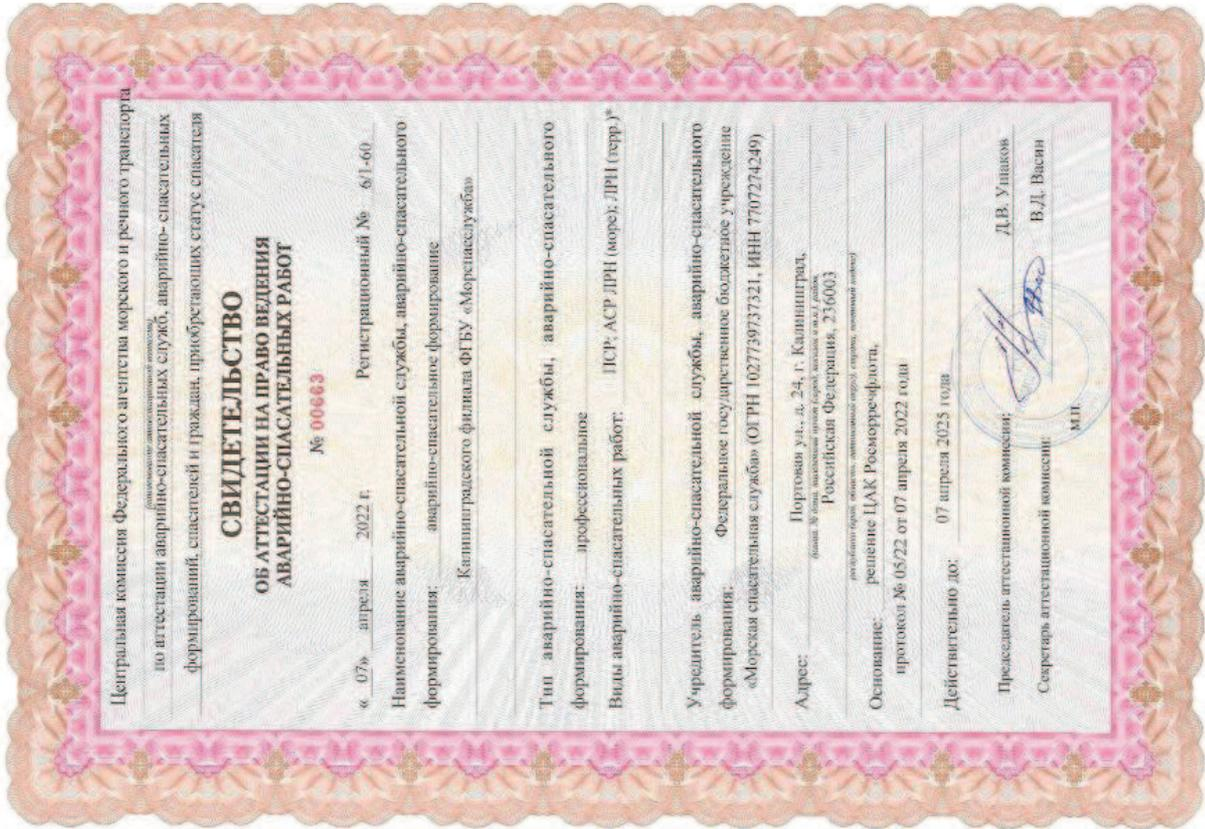 Центральная комиссия Федерального агентства морского и речного транспорта
по аттестации аварийно-спасательных служб, аварийно- спасательных
формирований, спасателей и граждан, приобретающих статус спасателя
СВИДЕТЕЛЬСТВО
ОБ АТТЕСТАЦИИ НА ПРАВО ВЕДЕНИЯ
АВАРИЙНО-СПАСАТЕЛЬНЫХ РАБОТ
№ 00663
« 07» апреля 2022 г. Регистрационный № 6/1-60
Наименование аварийно-спасательной службы, аварийно-спасательного
формирования: аварийно-спасательное формирование
Калининградского филиала ФГБУ «Морспасслужба»
Тип аварийно-спасательной службы, аварийно-спасательного
формирования: профессиональное
Виды аварийно-спасательных работ: ПСР; АСР ЛРН (море); ЛРН (терр.)*
Учредитель аварийно-спасательной службы, аварийно-спасательного
формирования: Федеральное государственное бюджетное учреждение
«Морская спасательная служба» (ОГРН 1027739737321, ИНН 7707274249)
Адрес: Портовая ул., д. 24, г. Калининград,
Российская Федерация, 236003
Основание: решение ЦАК Росморречфлота,
протокол № 05/22 от 07 апреля 2022 года
Действительно до: 07 апреля 2025 года
Председатель аттестационной комиссии: Д.В. Ушаков
Секретарь аттестационной комиссии: В.Д. Васин
М.П.